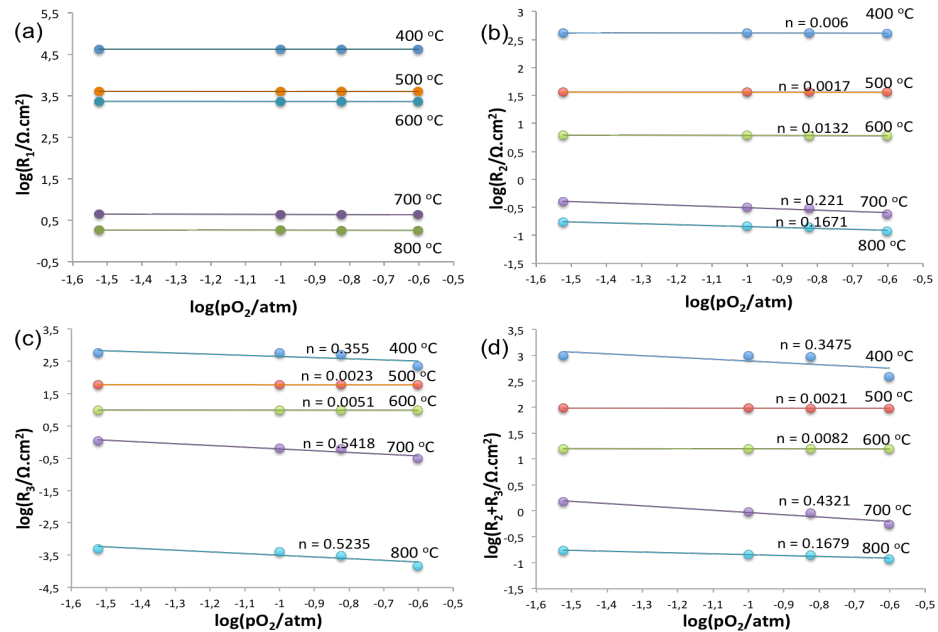 (a)
log(R₁/Ω.cm²)
5,5
4,5
3,5
2,5
1,5
0,5
-0,5
400 °C
500 °C
600 °C
700 °C
800 °C
-1,6 -1,5 -1,4 -1,3 -1,2 -1,1 -1 -0,9 -0,8 -0,7 -0,6 -0,5
log(pO₂/atm)
(b)
log(R₂/Ω.cm²)
3
2,5
2
1,5
1
0,5
0
-0,5
-1
-1,5
n = 0.006
400 °C
n = 0.0017
500 °C
n = 0.0132
600 °C
n = 0.221
700 °C
n = 0.1671
800 °C
-1,6 -1,5 -1,4 -1,3 -1,2 -1,1 -1 -0,9 -0,8 -0,7 -0,6 -0,5
log(pO₂/atm)
(c)
log(R₃/Ω.cm²)
3,5
2,5
1,5
0,5
-0,5
-1,5
-2,5
-3,5
-4,5
n = 0.355
400 °C
n = 0.0023
500 °C
n = 0.0051
600 °C
n = 0.5418
700 °C
n = 0.5235
800 °C
-1,6 -1,5 -1,4 -1,3 -1,2 -1,1 -1 -0,9 -0,8 -0,7 -0,6 -0,5
log(pO₂/atm)
(d)
log(R₂+R₃/Ω.cm²)
3,5
3
2,5
2
1,5
1
0,5
0
-0,5
-1
-1,5
n = 0.3475
400 °C
n = 0.0021
500 °C
n = 0.0082
600 °C
n = 0.4321
700 °C
n = 0.1679
800 °C
-1,6 -1,5 -1,4 -1,3 -1,2 -1,1 -1 -0,9 -0,8 -0,7 -0,6 -0,5
log(pO₂/atm)